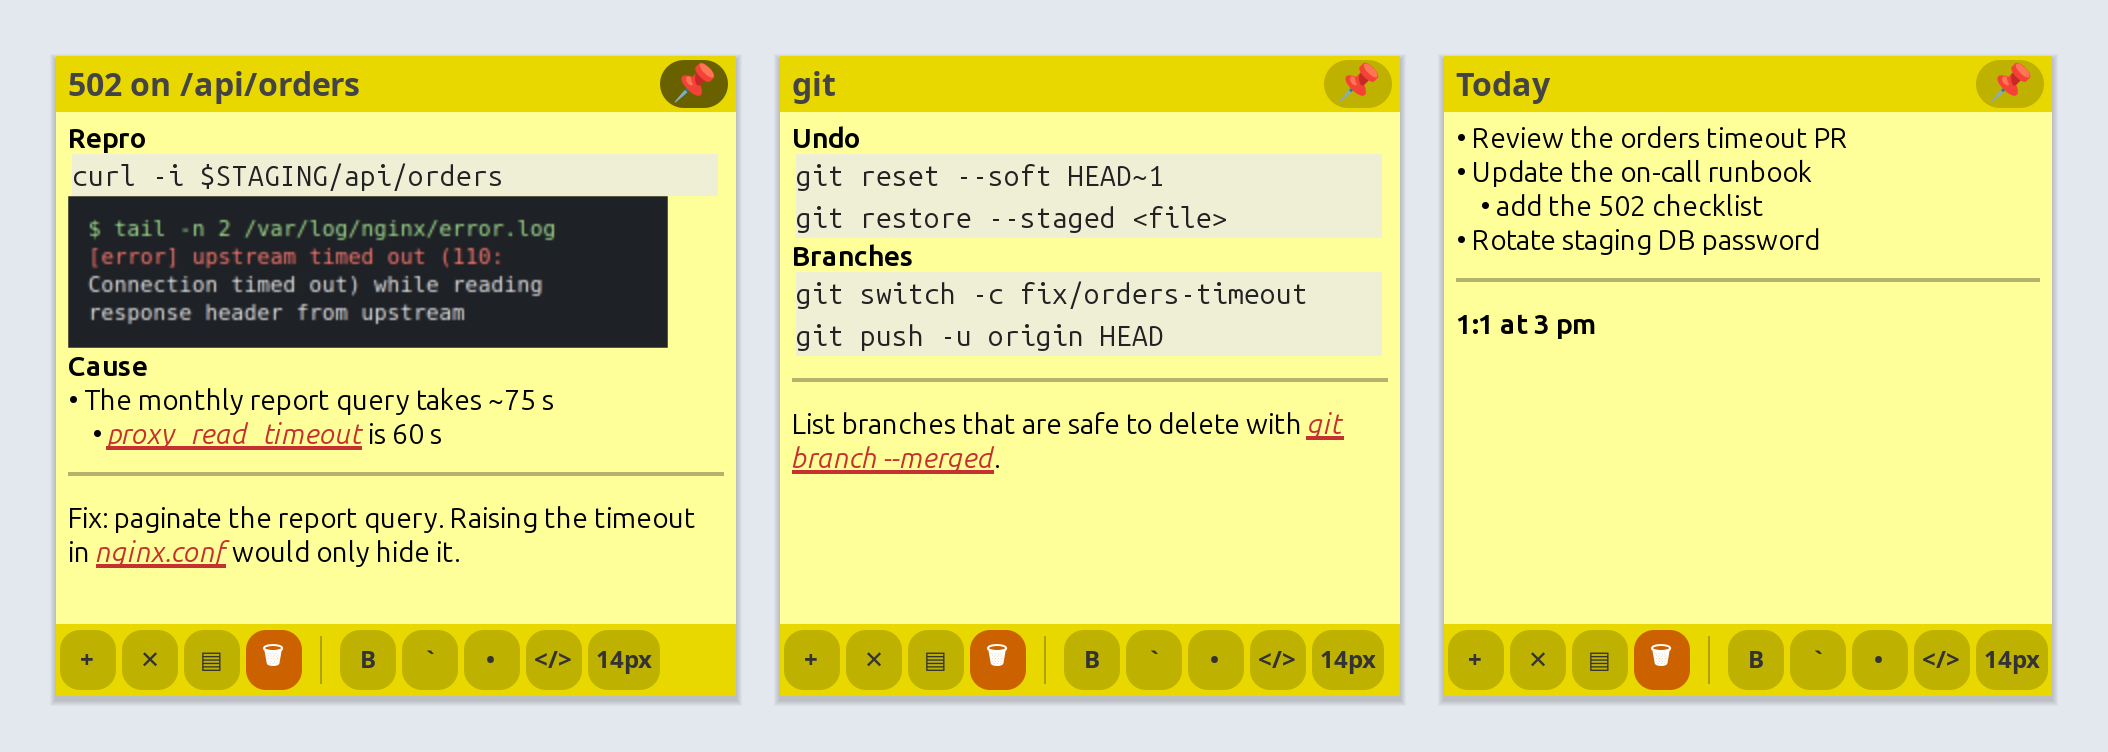 502 on /api/orders
Repro
curl -i $STAGING/api/orders
$ tail -n 2 /var/log/nginx/error.log
[error] upstream timed out (110:
Connection timed out) while reading
response header from upstream
Cause
• The monthly report query takes ~75 s
• proxy_read_timeout is 60 s
Fix: paginate the report query. Raising the timeout
in nginx.conf would only hide it.
+ ✕ ▤ B ` • </> 14px
git
Undo
git reset --soft HEAD~1
git restore --staged <file>
Branches
git switch -c fix/orders-timeout
git push -u origin HEAD
List branches that are safe to delete with git
branch --merged.
+ ✕ ▤ B ` • </> 14px
Today
• Review the orders timeout PR
• Update the on-call runbook
• add the 502 checklist
• Rotate staging DB password
1:1 at 3 pm
+ ✕ ▤ B ` • </> 14px